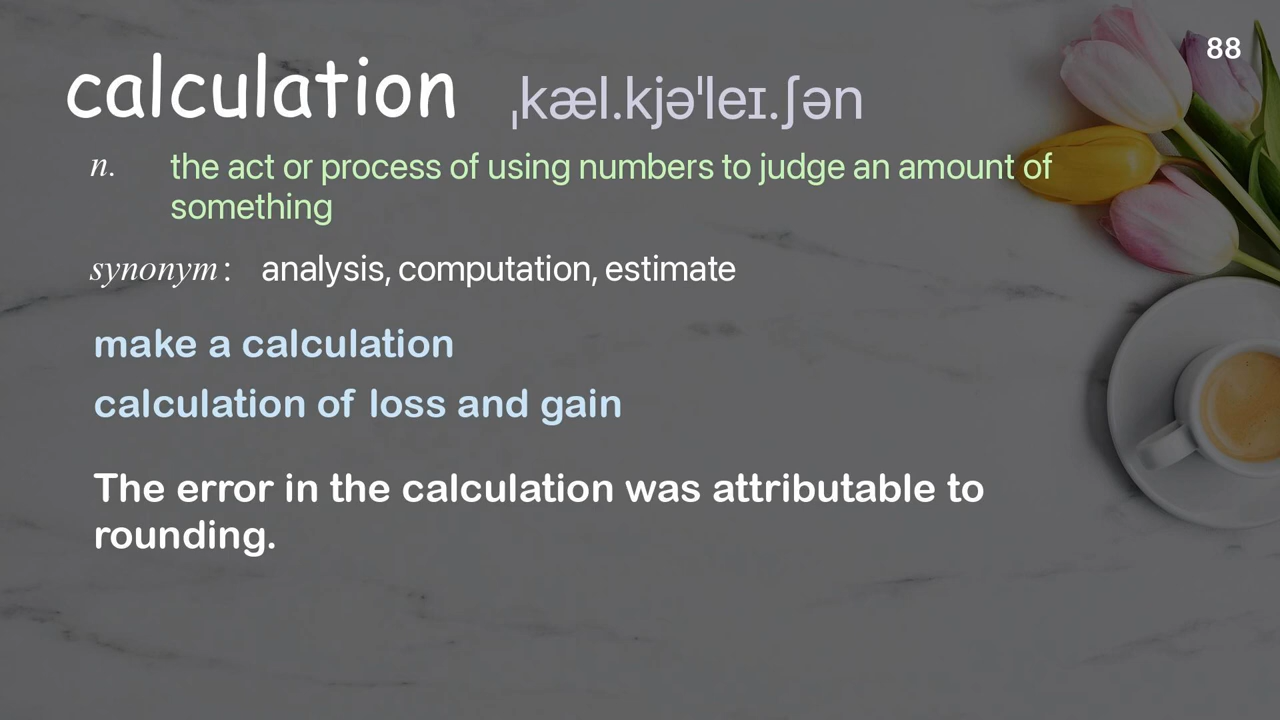 88
calculation ˌkæl.kjəˈleɪ.ʃən
n. the act or process of using numbers to judge an amount of
something
synonym: analysis, computation, estimate
make a calculation
calculation of loss and gain
The error in the calculation was attributable to
rounding.